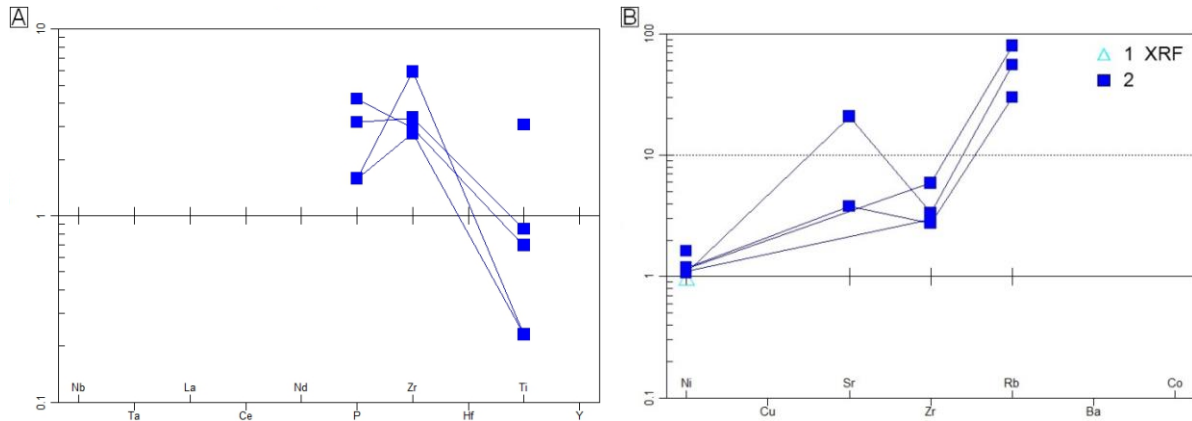 A
10
1
0.1
Nb La Nd Zr Ti
Ta Ce P Hf Y
B
100
10
1
0.1
1 XRF
2
Ni Sr Rb Co
Cu Zr Ba